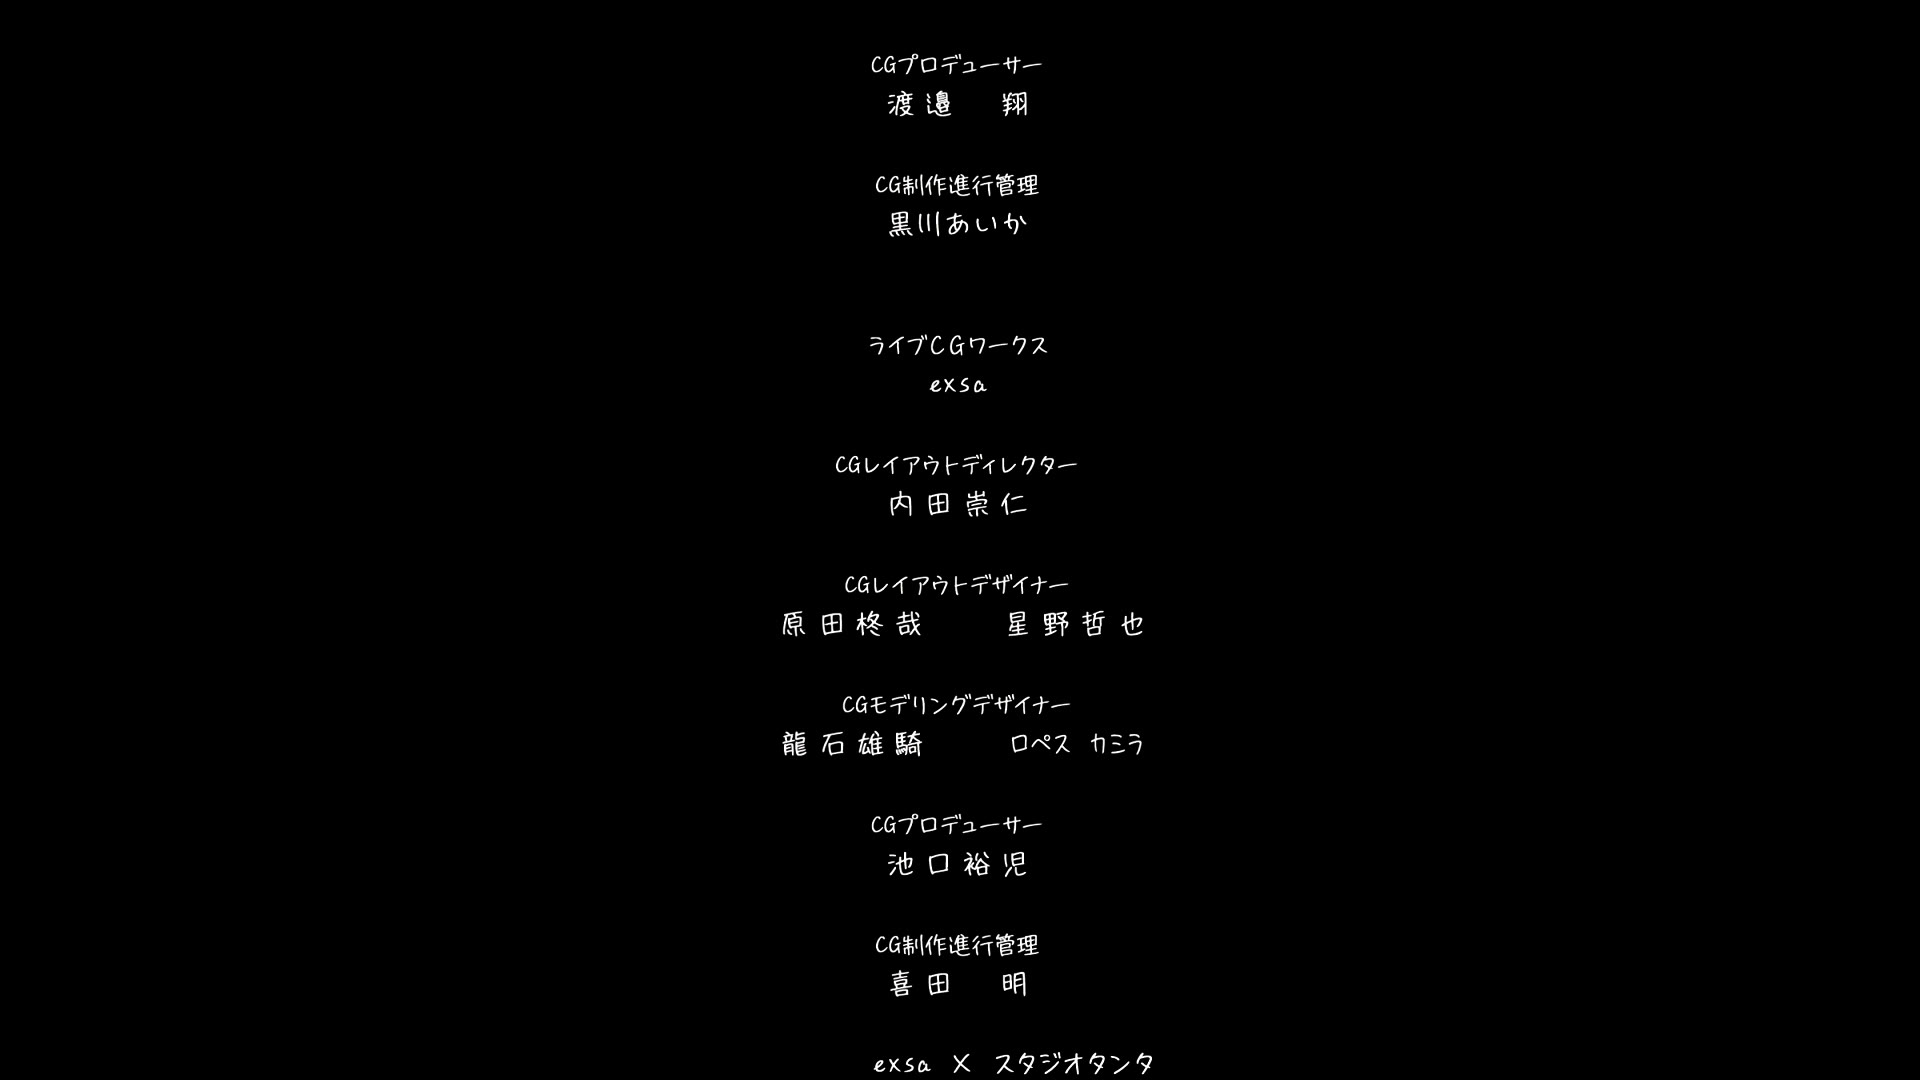 CGプロデューサー
渡邉　翔
CG制作進行管理
黒川あいか
ライブCGワークス
exsa
CGレイアウトディレクター
内田崇仁
CGレイアウトデザイナー
原田柊哉　星野哲也
CGモデリングデザイナー
龍石雄騎　ロペス カミラ
CGプロデューサー
池口裕児
CG制作進行管理
喜田　明
exsa X スタジオタンタ